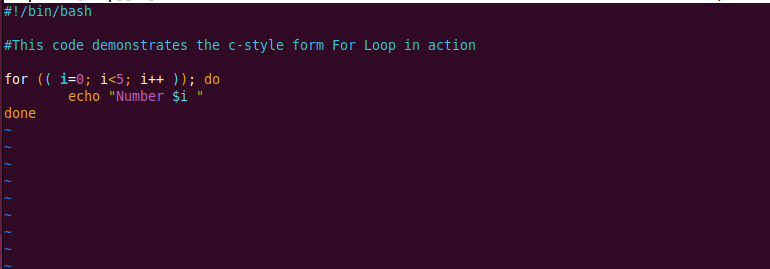 #!/bin/bash
#This code demonstrates the c-style form For Loop in action
for (( i=0; i<5; i++ )); do
echo "Number $i "
done
~
~
~
~
~
~
~
~
~